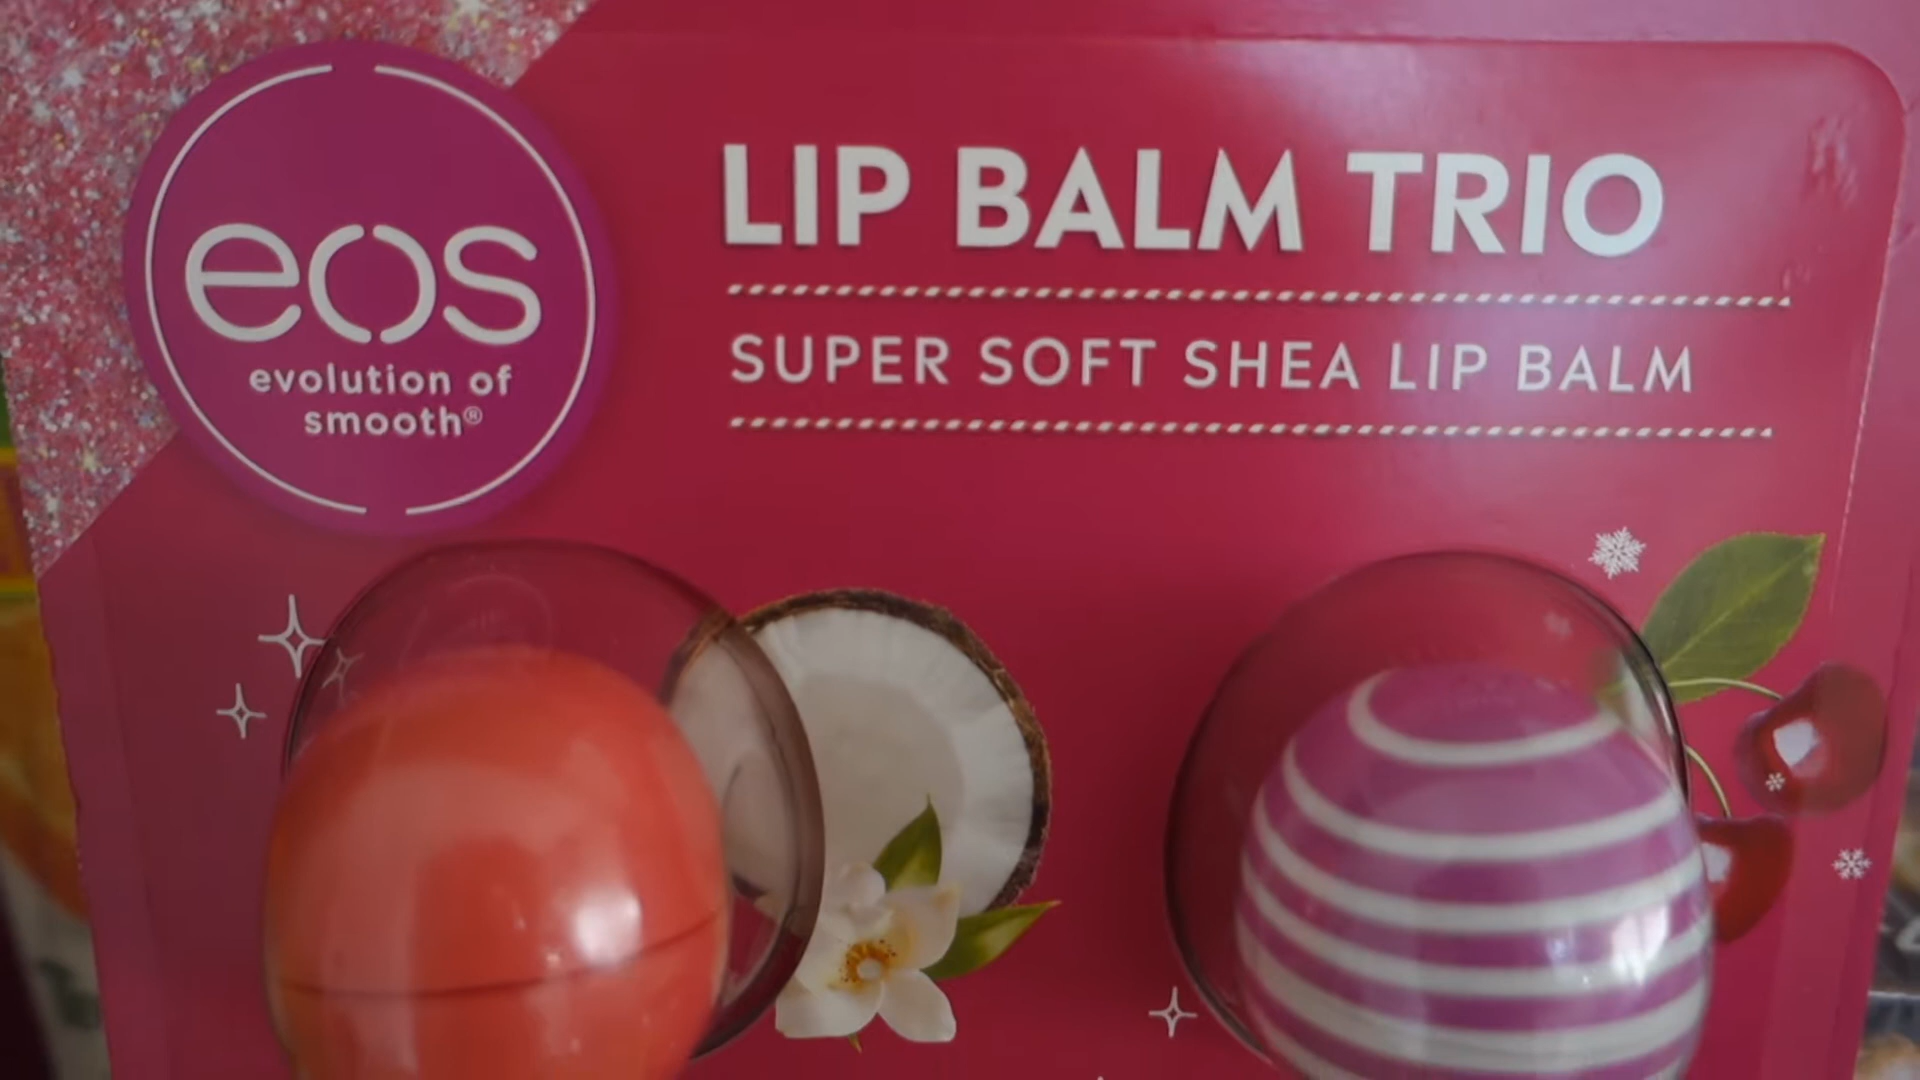 eos
evolution of
smooth®
LIP BALM TRIO
SUPER SOFT SHEA LIP BALM